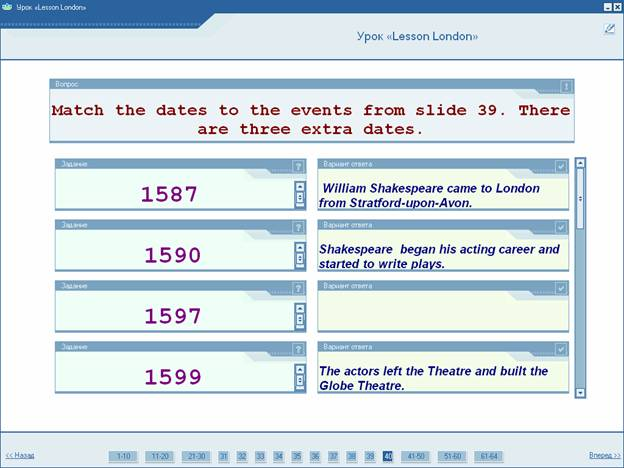 Урок «Lesson London»
Урок «Lesson London»
Вопрос
Match the dates to the events from slide 39. There
are three extra dates.
Задание
1587
Вариант ответа
William Shakespeare came to London
from Stratford-upon-Avon.
Задание
1590
Вариант ответа
Shakespeare began his acting career and
started to write plays.
Задание
1597
Вариант ответа
Задание
1599
Вариант ответа
The actors left the Theatre and built the
Globe Theatre.
<< Назад 1-10 11-20 21-30 31 32 33 34 35 36 37 38 39 40 41-50 51-60 61-64 Вперед >>